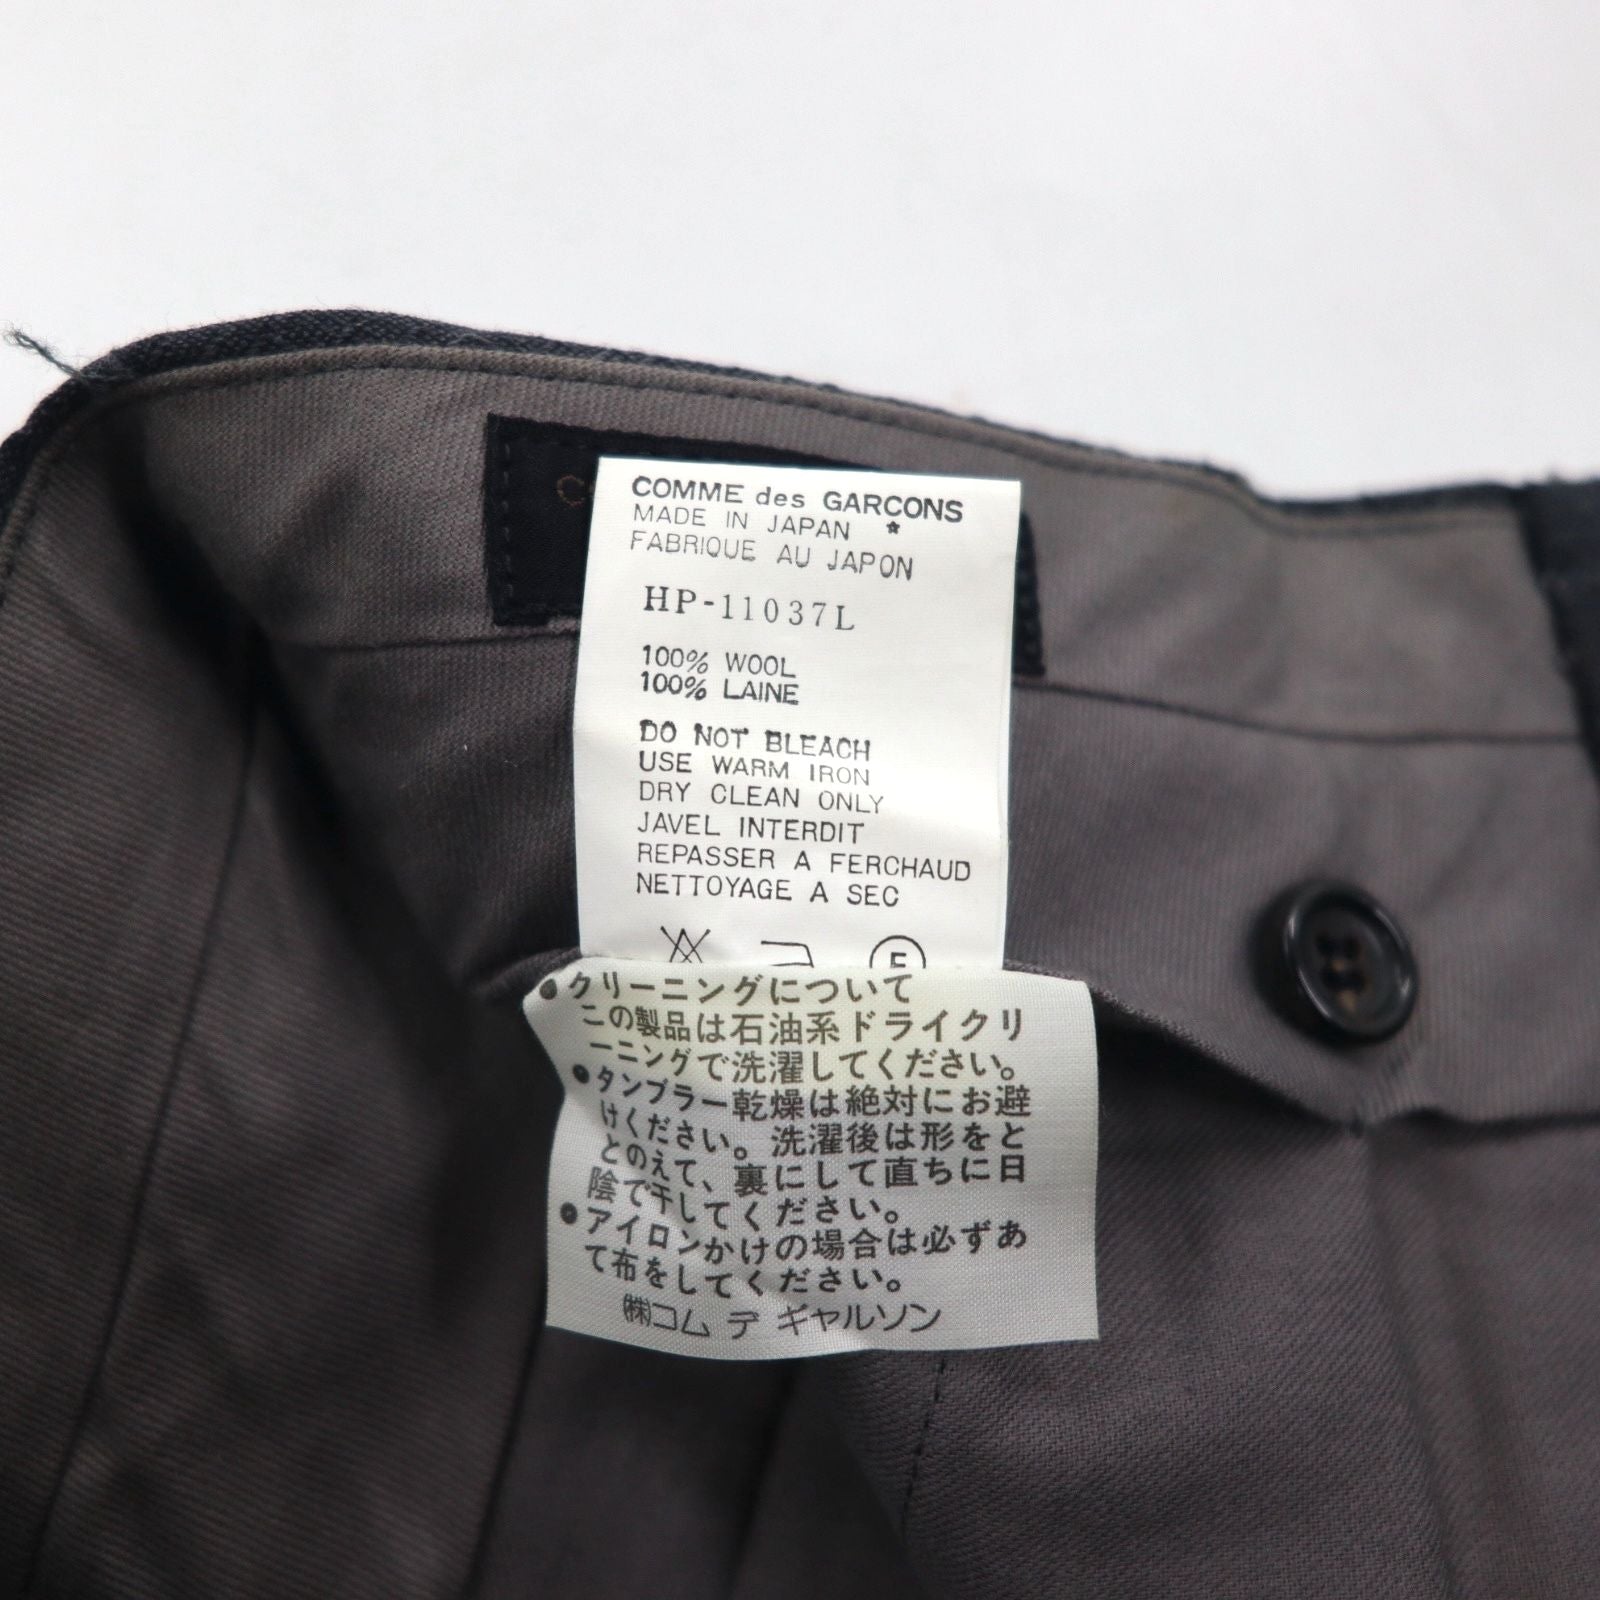 COMME des GARCONS
MADE IN JAPAN *
FABRIQUE AU JAPON
HP-11037L
100% WOOL
100% LAINE
DO NOT BLEACH
USE WARM IRON
DRY CLEAN ONLY
JAVEL INTERDIT
REPASSER A FERCHAUD
NETTOYAGE A SEC
F
●クリーニングについて
この製品は石油系ドライクリ
ーニングで洗濯してください。
●タンブラー乾燥は絶対にお避
けください。洗濯後は形をと
とのえて、裏にして直ちに日
陰で干してください。
●アイロンかけの場合は必ずあ
て布をしてください。
㈱コム デ ギャルソン